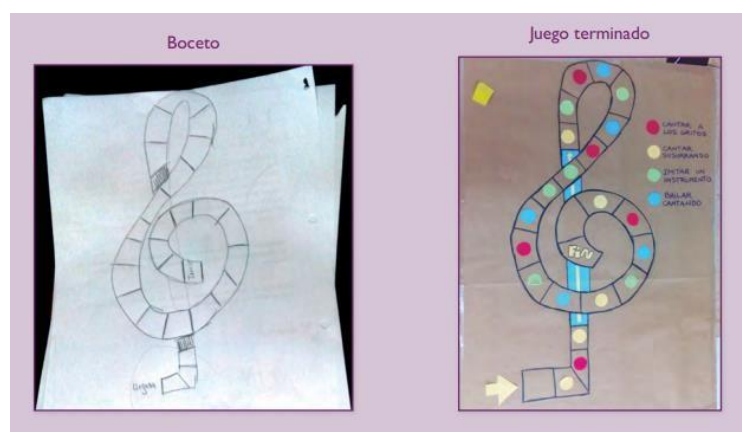 Boceto
Juego terminado
CANTAR A
LOS GRITOS
CANTAR
SUSURRANDO
IMITAR UN
INSTRUMENTO
BAILAR
CANTANDO
FIN